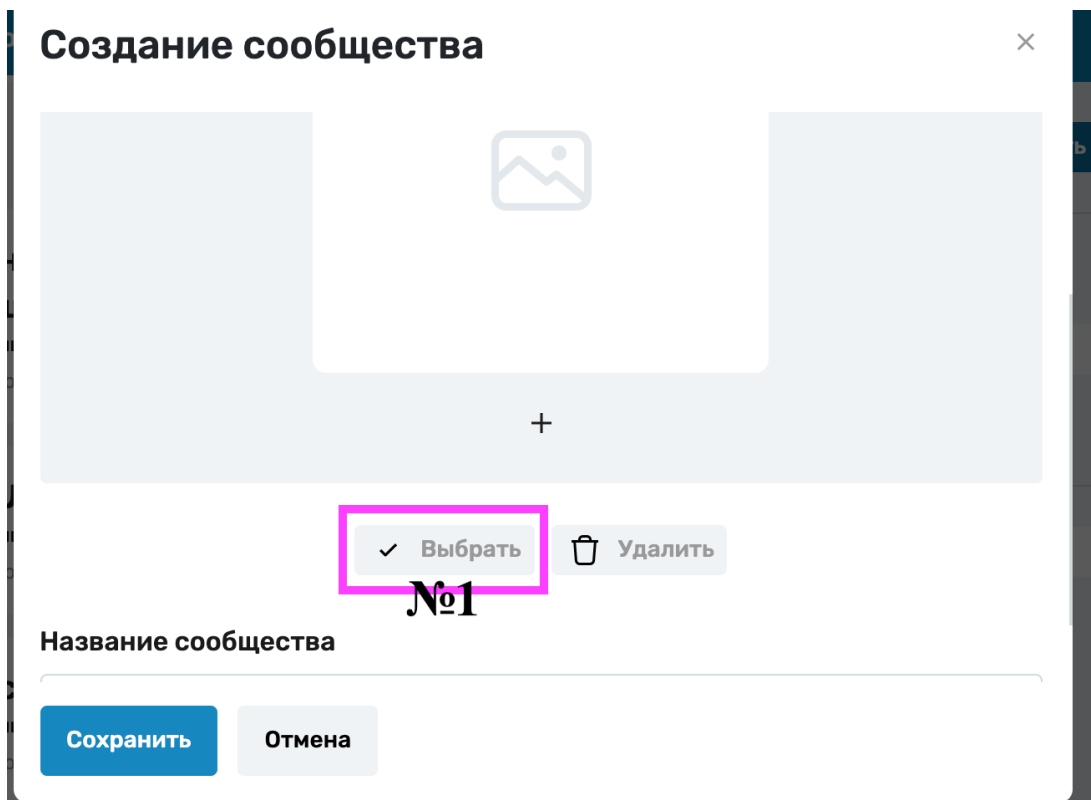 Создание сообщества
Выбрать
Удалить
№1
Название сообщества
Сохранить
Отмена